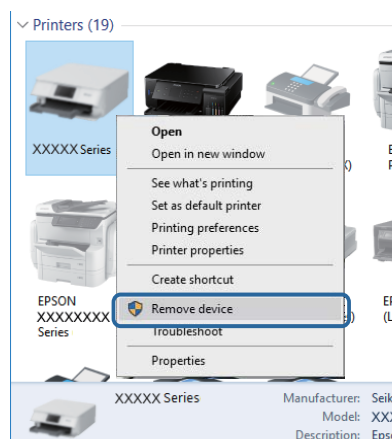 Printers (19)
XXXXX Series
Open
Open in new window
See what's printing
Set as default printer
Printing preferences
Printer properties
Create shortcut
Remove device
Troubleshoot
Properties
EPSON
XXXXXXXX
Series
XXXXX Series
Manufacturer:
Model:
Description: